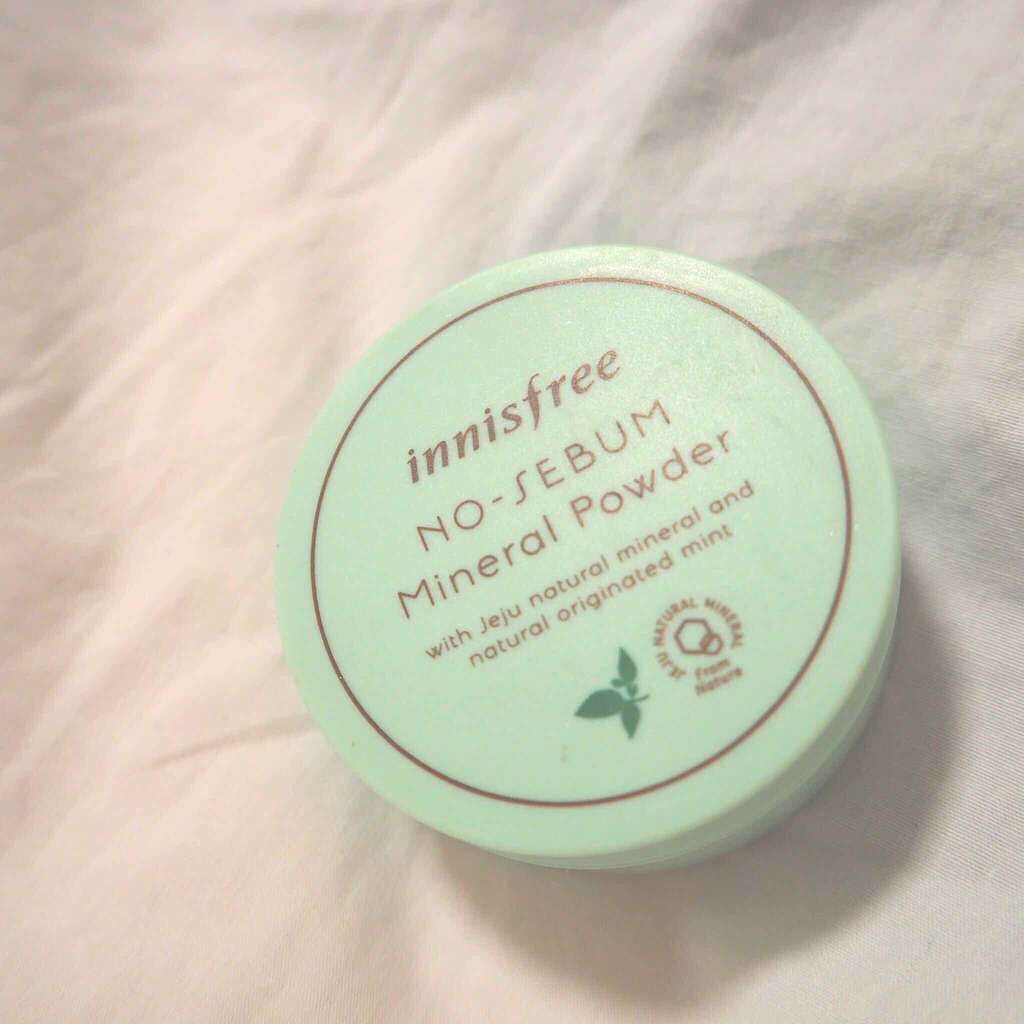 innisfree
NO-SEBUM
Mineral Powder
with Jeju natural mineral and
natural originated mint
JEJU NATURAL MINERAL
From
Nature